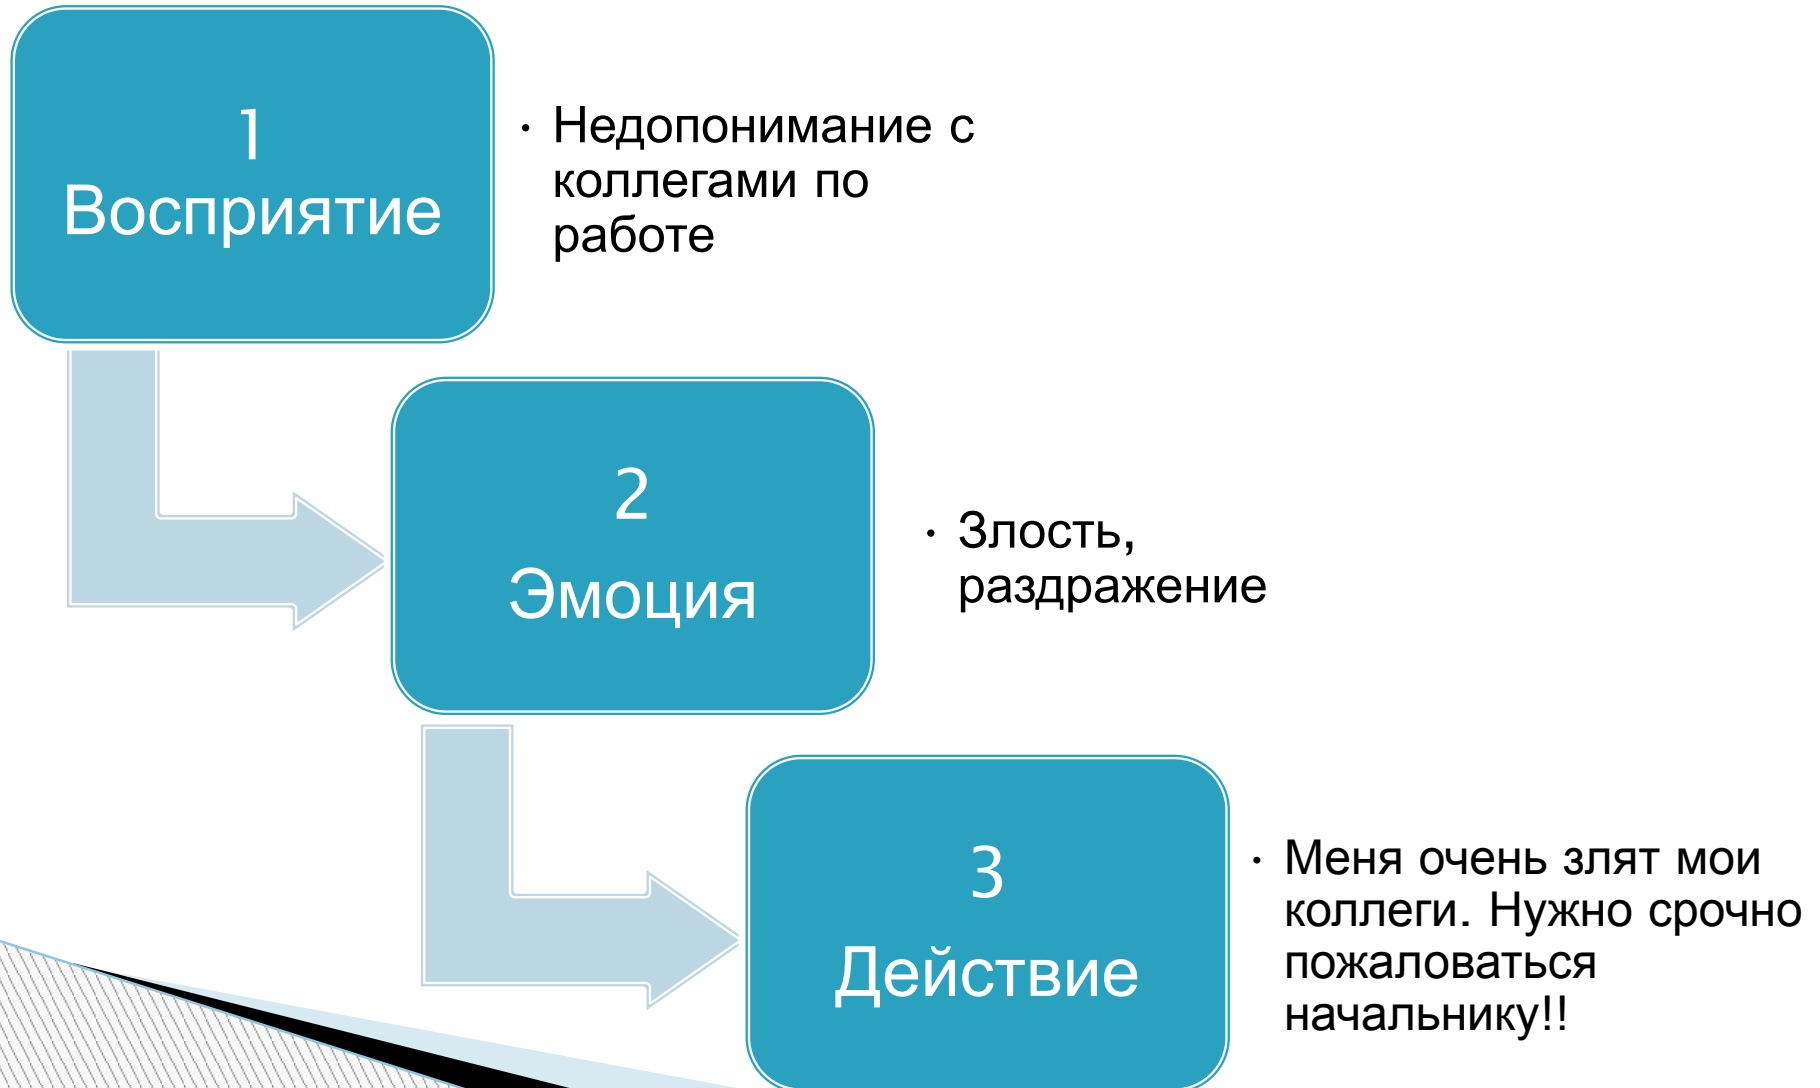 1
Восприятие
· Недопонимание с
коллегами по
работе
2
Эмоция
· Злость,
раздражение
3
Действие
· Меня очень злят мои
коллеги. Нужно срочно
пожаловаться
начальнику!!